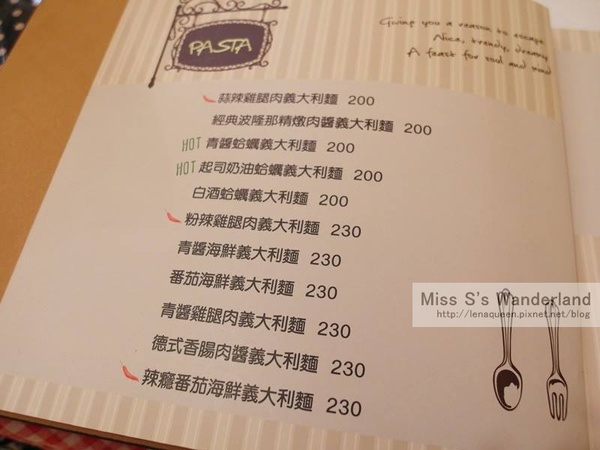 PASTA
Giving you a reason to escape
Nice, trendy, dreamy
A feast for soul and mind
蒜辣雞腿肉義大利麵 200
經典波隆那精燉肉醬義大利麵 200
HOT 青醬蛤蠣義大利麵 200
HOT 起司奶油蛤蠣義大利麵 200
白酒蛤蠣義大利麵 200
粉辣雞腿肉義大利麵 230
青醬海鮮義大利麵 230
番茄海鮮義大利麵 230
青醬雞腿肉義大利麵 230
德式香腸肉醬義大利麵 230
辣癮番茄海鮮義大利麵 230
Miss S's Wanderland
http://lenaqueen.pixnet.net/blog